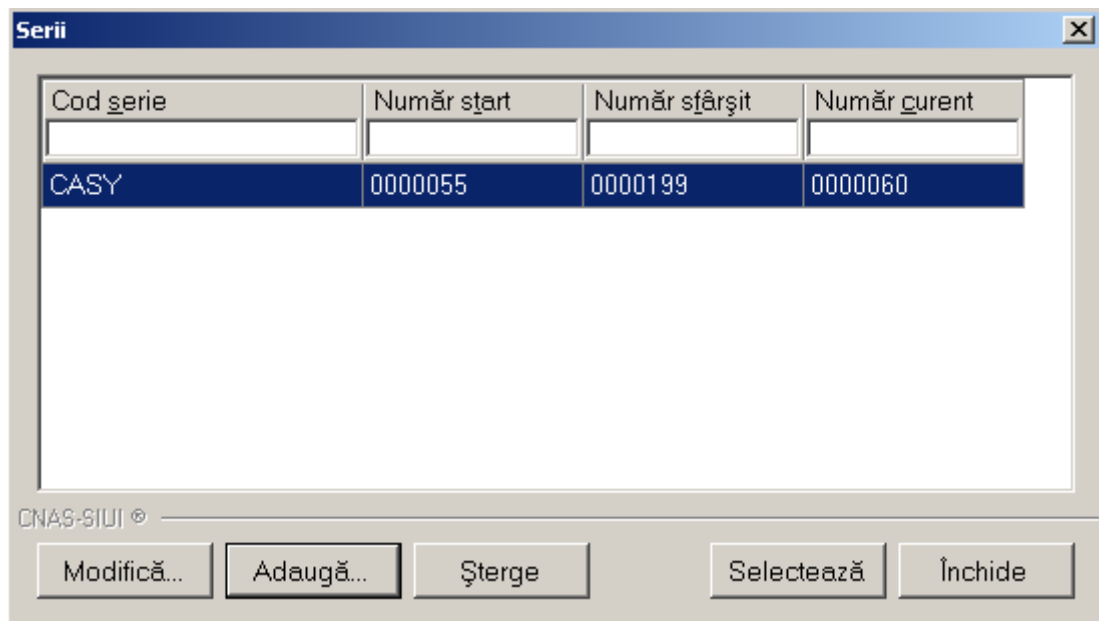 Serii
Cod serie Număr start Număr sfârşit Număr curent
CASY 0000055 0000199 0000060
CNAS-SIUI ®
Modifică... Adaugă... Şterge Selectează Închide